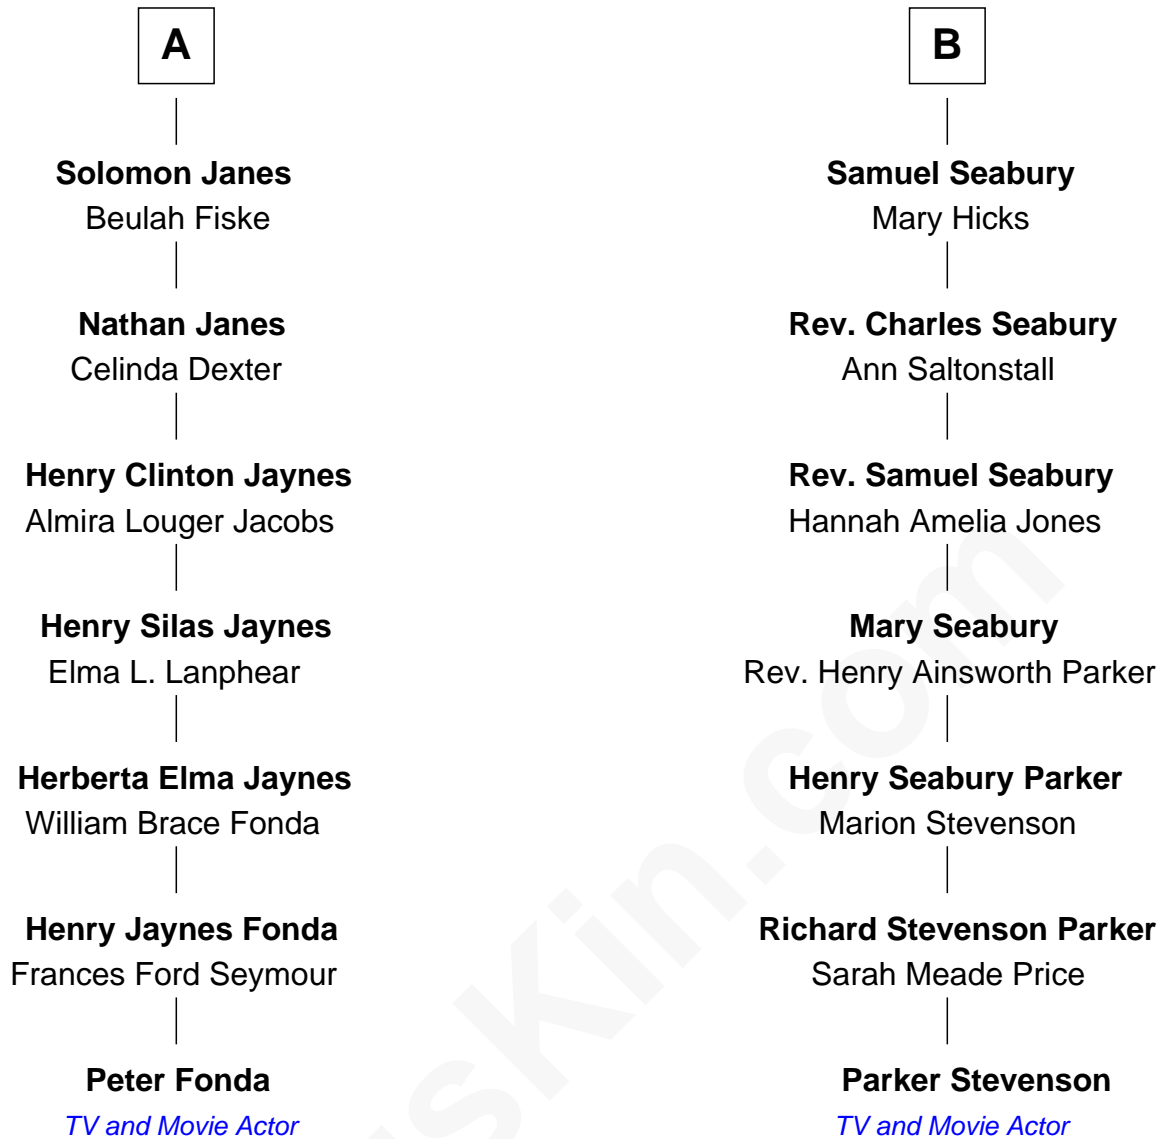 A
Solomon Janes
Beulah Fiske
Nathan Janes
Celinda Dexter
Henry Clinton Jaynes
Almira Louger Jacobs
Henry Silas Jaynes
Elma L. Lanphear
Herberta Elma Jaynes
William Brace Fonda
Henry Jaynes Fonda
Frances Ford Seymour
Peter Fonda
TV and Movie Actor
B
Samuel Seabury
Mary Hicks
Rev. Charles Seabury
Ann Saltonstall
Rev. Samuel Seabury
Hannah Amelia Jones
Mary Seabury
Rev. Henry Ainsworth Parker
Henry Seabury Parker
Marion Stevenson
Richard Stevenson Parker
Sarah Meade Price
Parker Stevenson
TV and Movie Actor
sKin.com